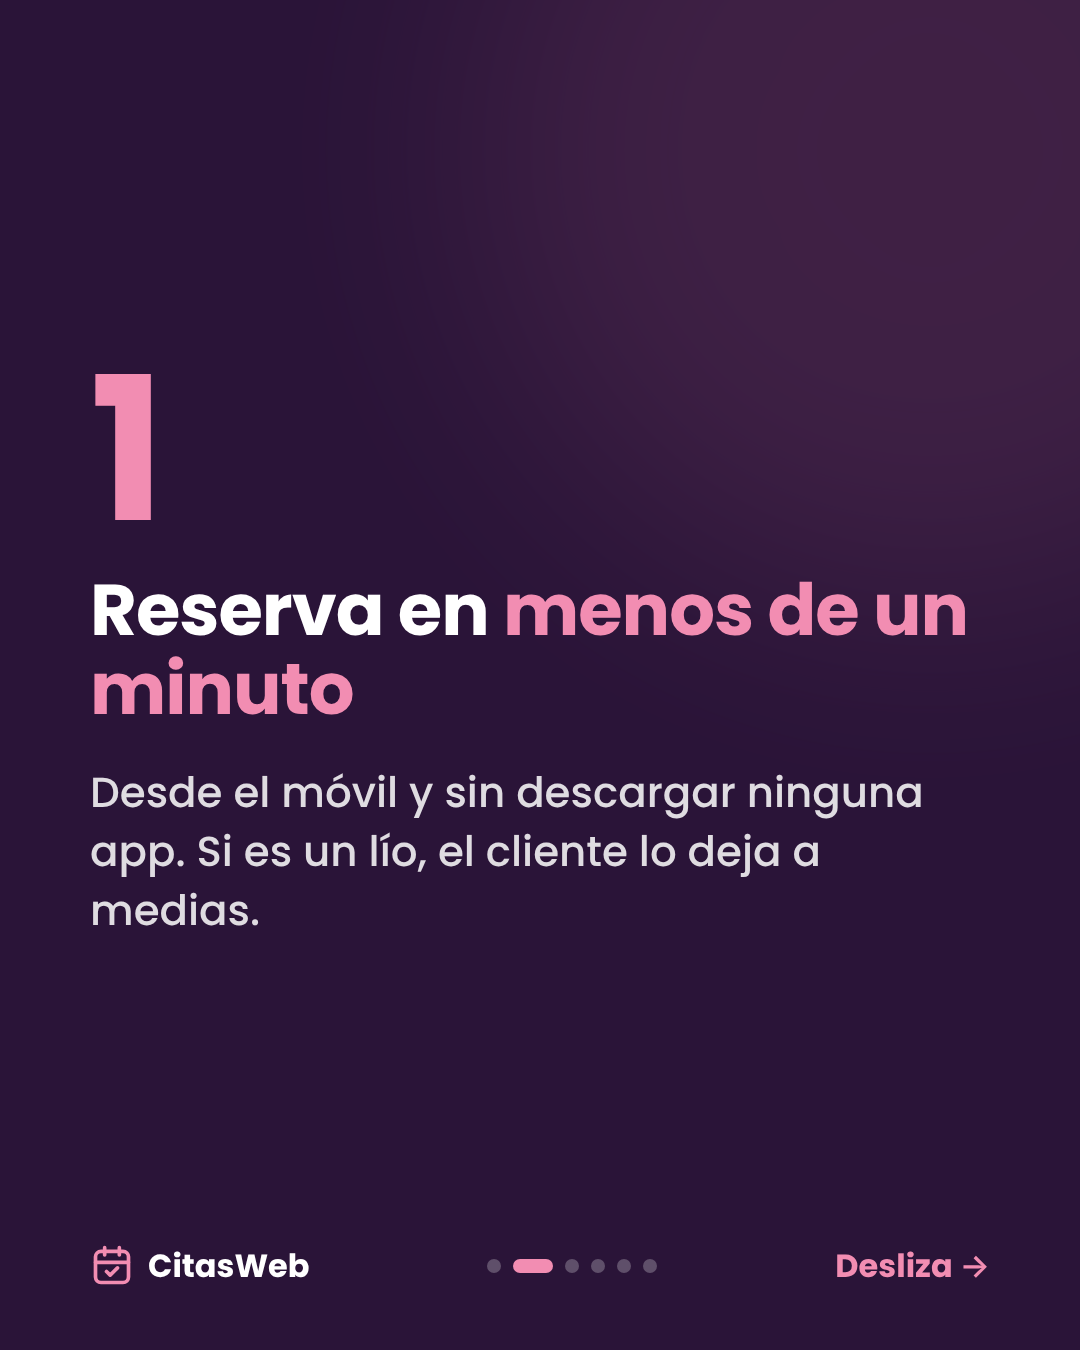 1
Reserva en menos de un
minuto
Desde el móvil y sin descargar ninguna
app. Si es un lío, el cliente lo deja a
medias.
CitasWeb
Desliza →